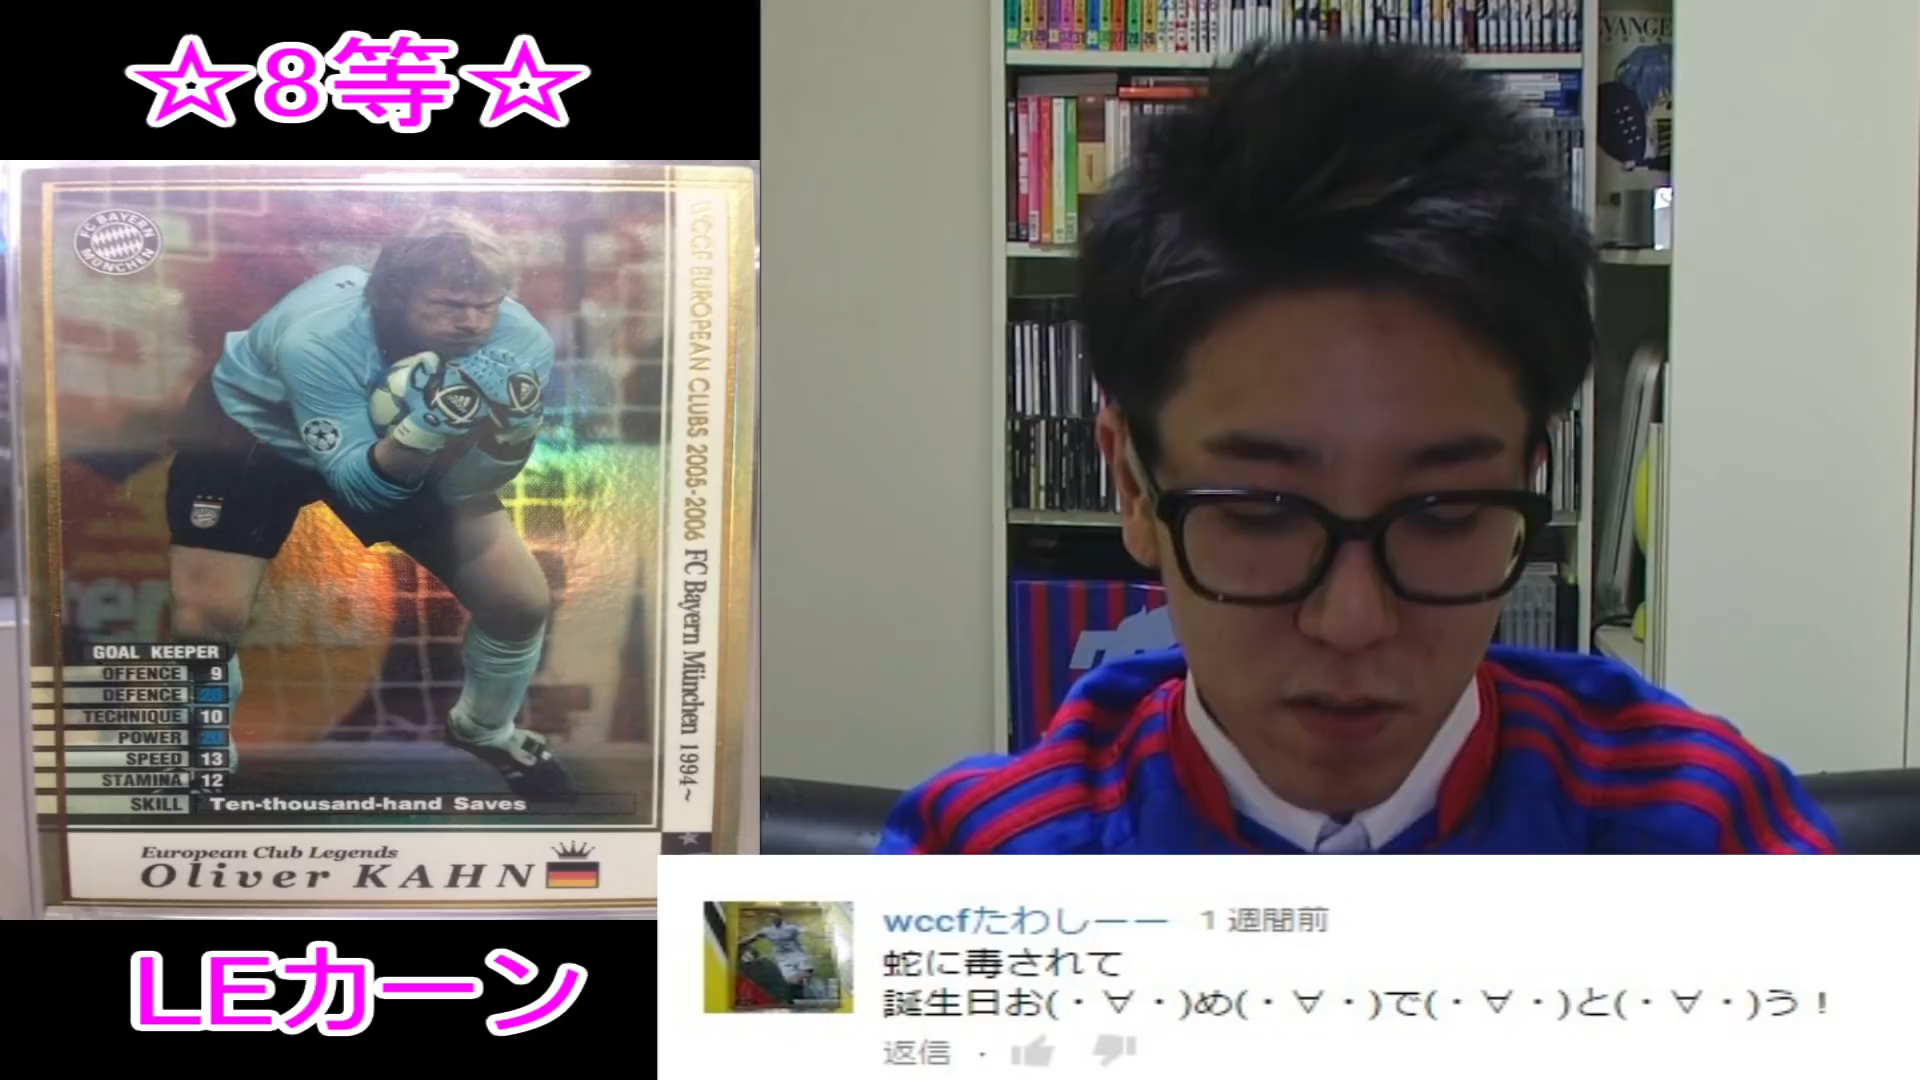 ☆8等☆
FC BAYERN MÜNCHEN
WCCF EUROPEAN CLUBS 2005-2006 FC Bayern München 1994~
GOAL KEEPER
OFFENCE 9
DEFENCE 20
TECHNIQUE 10
POWER 20
SPEED 13
STAMINA 12
SKILL Ten-thousand-hand Saves
European Club Legends
Oliver KAHN
LEカーン
EVANGE
wccfたわしーー 1 週間前
蛇に毒されて
誕生日お(・∀・)め(・∀・)で(・∀・)と(・∀・)う！
返信 ・